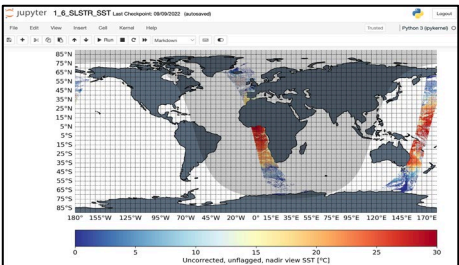 jupyter 1_6_SLSTR_SST Last Checkpoint: 08/09/2022 (autosaved)
Logout
File Edit View Insert Cell Kernel Help
Trusted Python 3 (ipykernel)
Run Markdown
85°N
75°N
65°N
55°N
45°N
35°N
25°N
15°N
5°N
5°S
15°S
25°S
35°S
45°S
55°S
65°S
75°S
85°S
180° 155°W 130°W 95°W 70°W 45°W 20°W 0° 15°E 35°E 60°E 90°E 120°E 145°E 170°E
0 5 10 15 20 25 30
Uncorrected, unflagged, nadir view SST [°C]